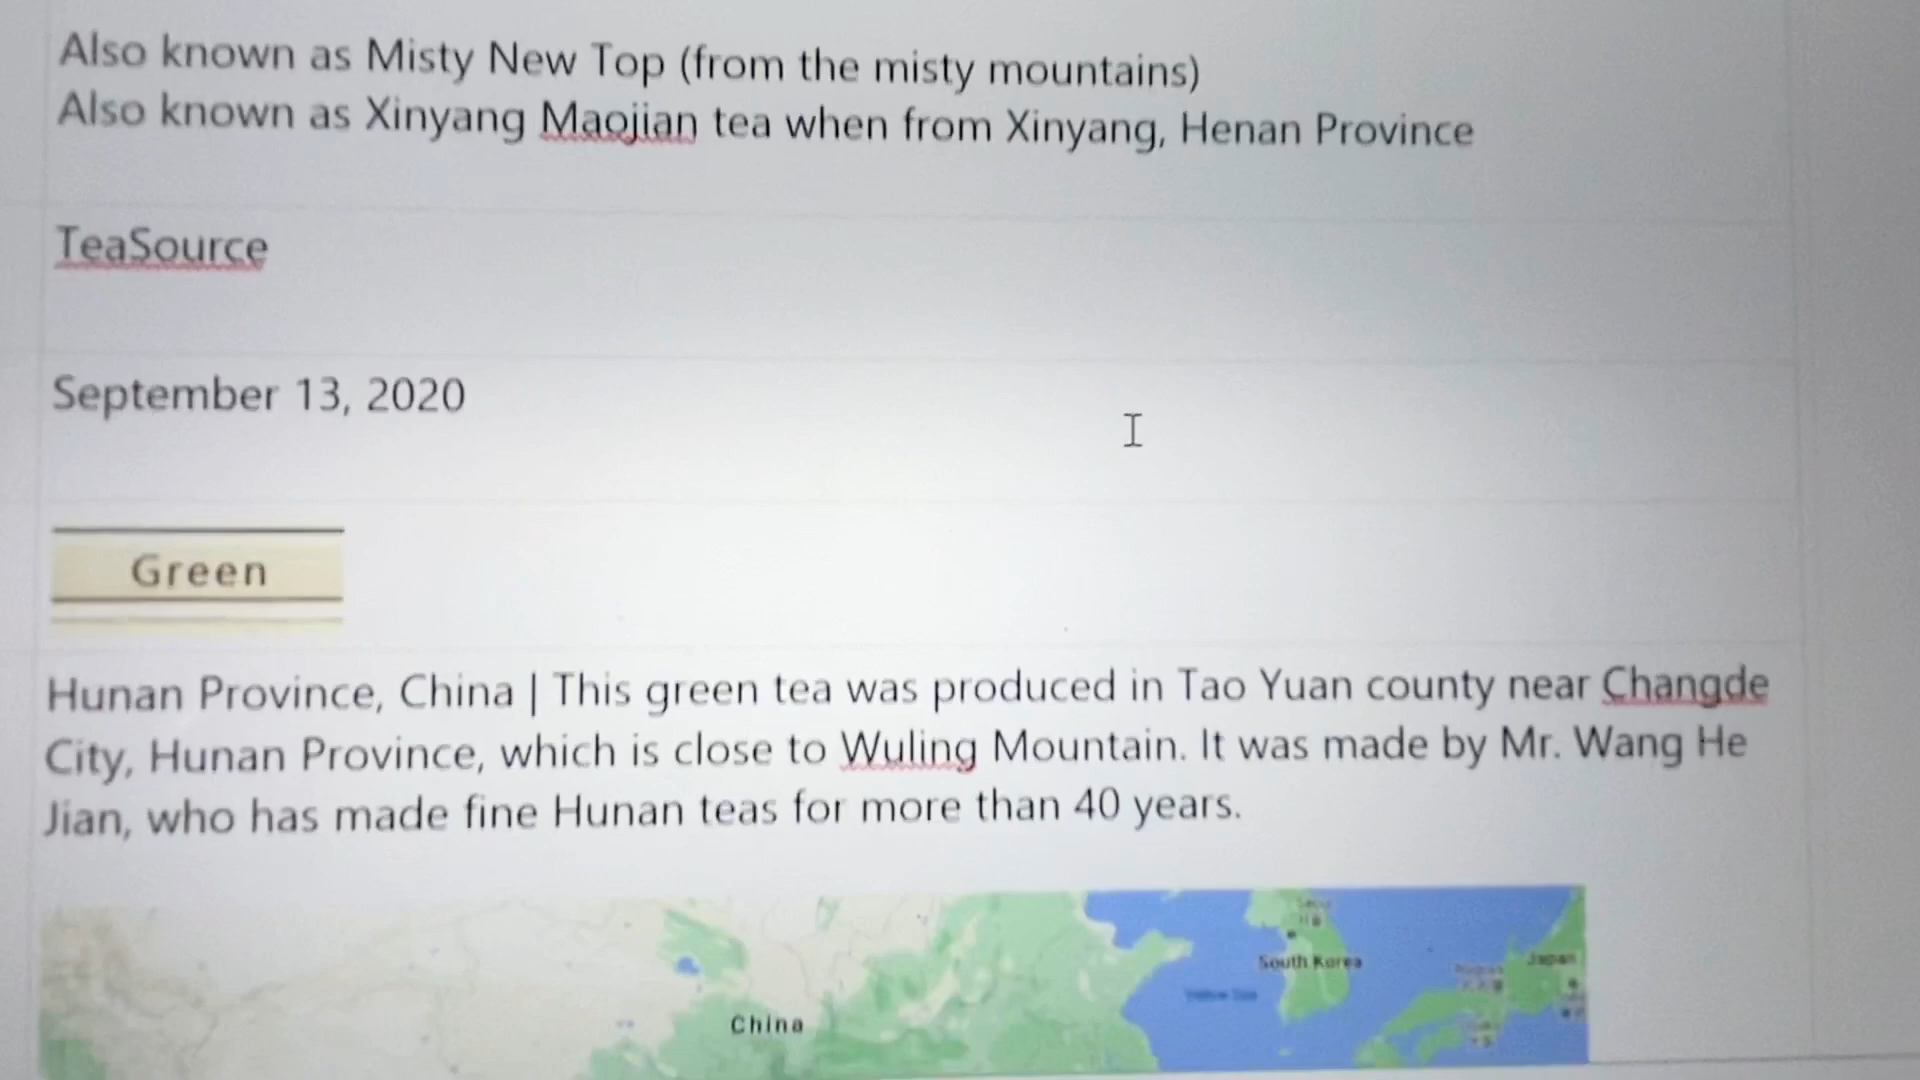 Also known as Misty New Top (from the misty mountains)
Also known as Xinyang Maojian tea when from Xinyang, Henan Province
TeaSource
September 13, 2020
Green
Hunan Province, China | This green tea was produced in Tao Yuan county near Changde
City, Hunan Province, which is close to Wuling Mountain. It was made by Mr. Wang He
Jian, who has made fine Hunan teas for more than 40 years.
South Korea
Japan
Yellow Sea
China